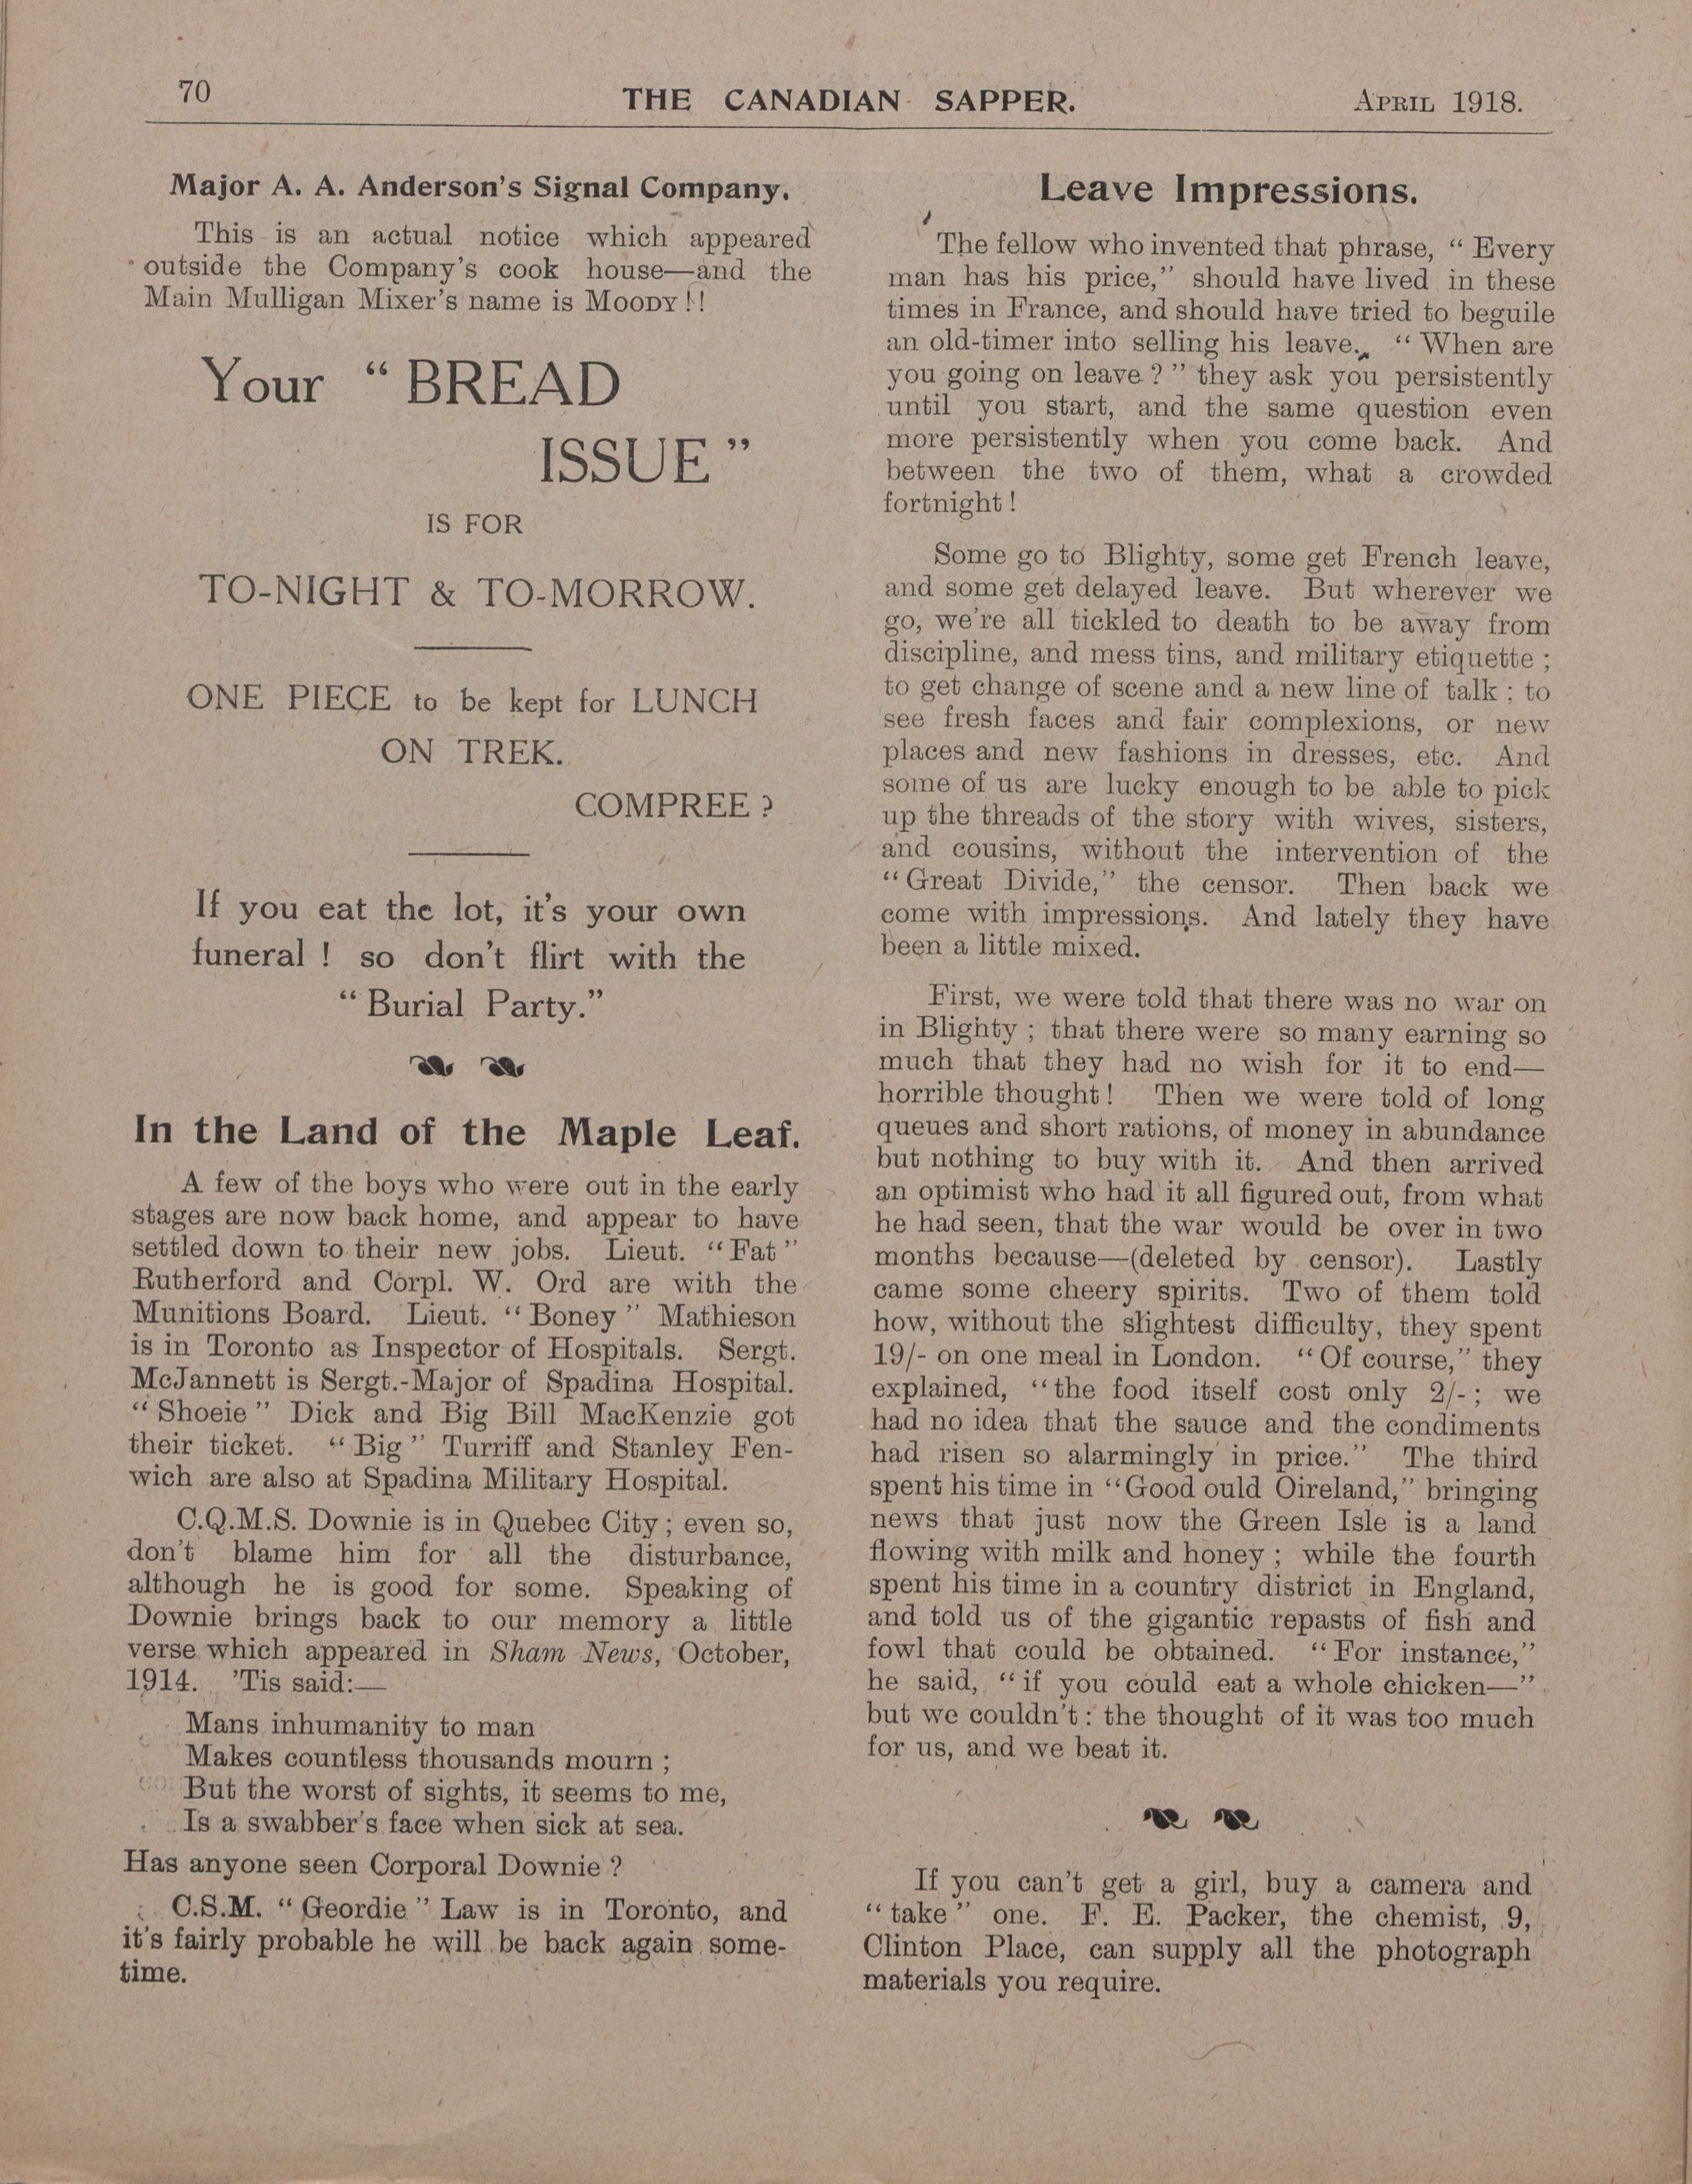 70
THE CANADIAN SAPPER.
APRIL 1918.
Major A. A. Anderson's Signal Company.
This is an actual notice which appeared
outside the Company's cook house—and the
Main Mulligan Mixer's name is MOODY !!
Your “BREAD
ISSUE”
IS FOR
TO-NIGHT & TO-MORROW.
ONE PIECE to be kept for LUNCH
ON TREK.
COMPREE ?
If you eat the lot, it's your own
funeral ! so don't flirt with the
“Burial Party.”
In the Land of the Maple Leaf.
A few of the boys who were out in the early
stages are now back home, and appear to have
settled down to their new jobs. Lieut. “Fat”
Rutherford and Corpl. W. Ord are with the
Munitions Board. Lieut. “Boney” Mathieson
is in Toronto as Inspector of Hospitals. Sergt.
McJannett is Sergt.-Major of Spadina Hospital.
“Shoeie” Dick and Big Bill MacKenzie got
their ticket. “Big” Turriff and Stanley Fen-
wich are also at Spadina Military Hospital.
C.Q.M.S. Downie is in Quebec City; even so,
don't blame him for all the disturbance,
although he is good for some. Speaking of
Downie brings back to our memory a little
verse which appeared in Sham News, October,
1914. 'Tis said:—
Mans inhumanity to man
Makes countless thousands mourn ;
But the worst of sights, it seems to me,
Is a swabber's face when sick at sea.
Has anyone seen Corporal Downie ?
C.S.M. “Geordie” Law is in Toronto, and
it's fairly probable he will be back again some-
time.
Leave Impressions.
The fellow who invented that phrase, “Every
man has his price,” should have lived in these
times in France, and should have tried to beguile
an old-timer into selling his leave. “When are
you going on leave ?” they ask you persistently
until you start, and the same question even
more persistently when you come back. And
between the two of them, what a crowded
fortnight !
Some go to Blighty, some get French leave,
and some get delayed leave. But wherever we
go, we're all tickled to death to be away from
discipline, and mess tins, and military etiquette ;
to get change of scene and a new line of talk ; to
see fresh faces and fair complexions, or new
places and new fashions in dresses, etc. And
some of us are lucky enough to be able to pick
up the threads of the story with wives, sisters,
and cousins, without the intervention of the
“Great Divide,” the censor. Then back we
come with impressions. And lately they have
been a little mixed.
First, we were told that there was no war on
in Blighty ; that there were so many earning so
much that they had no wish for it to end—
horrible thought ! Then we were told of long
queues and short rations, of money in abundance
but nothing to buy with it. And then arrived
an optimist who had it all figured out, from what
he had seen, that the war would be over in two
months because—(deleted by censor). Lastly
came some cheery spirits. Two of them told
how, without the slightest difficulty, they spent
19/- on one meal in London. “Of course,” they
explained, “the food itself cost only 2/-; we
had no idea that the sauce and the condiments
had risen so alarmingly in price.” The third
spent his time in “Good ould Oireland,” bringing
news that just now the Green Isle is a land
flowing with milk and honey ; while the fourth
spent his time in a country district in England,
and told us of the gigantic repasts of fish and
fowl that could be obtained. “For instance,”
he said, “if you could eat a whole chicken—”
but we couldn't : the thought of it was too much
for us, and we beat it.
If you can't get a girl, buy a camera and
“take” one. F. E. Packer, the chemist, 9,
Clinton Place, can supply all the photograph
materials you require.